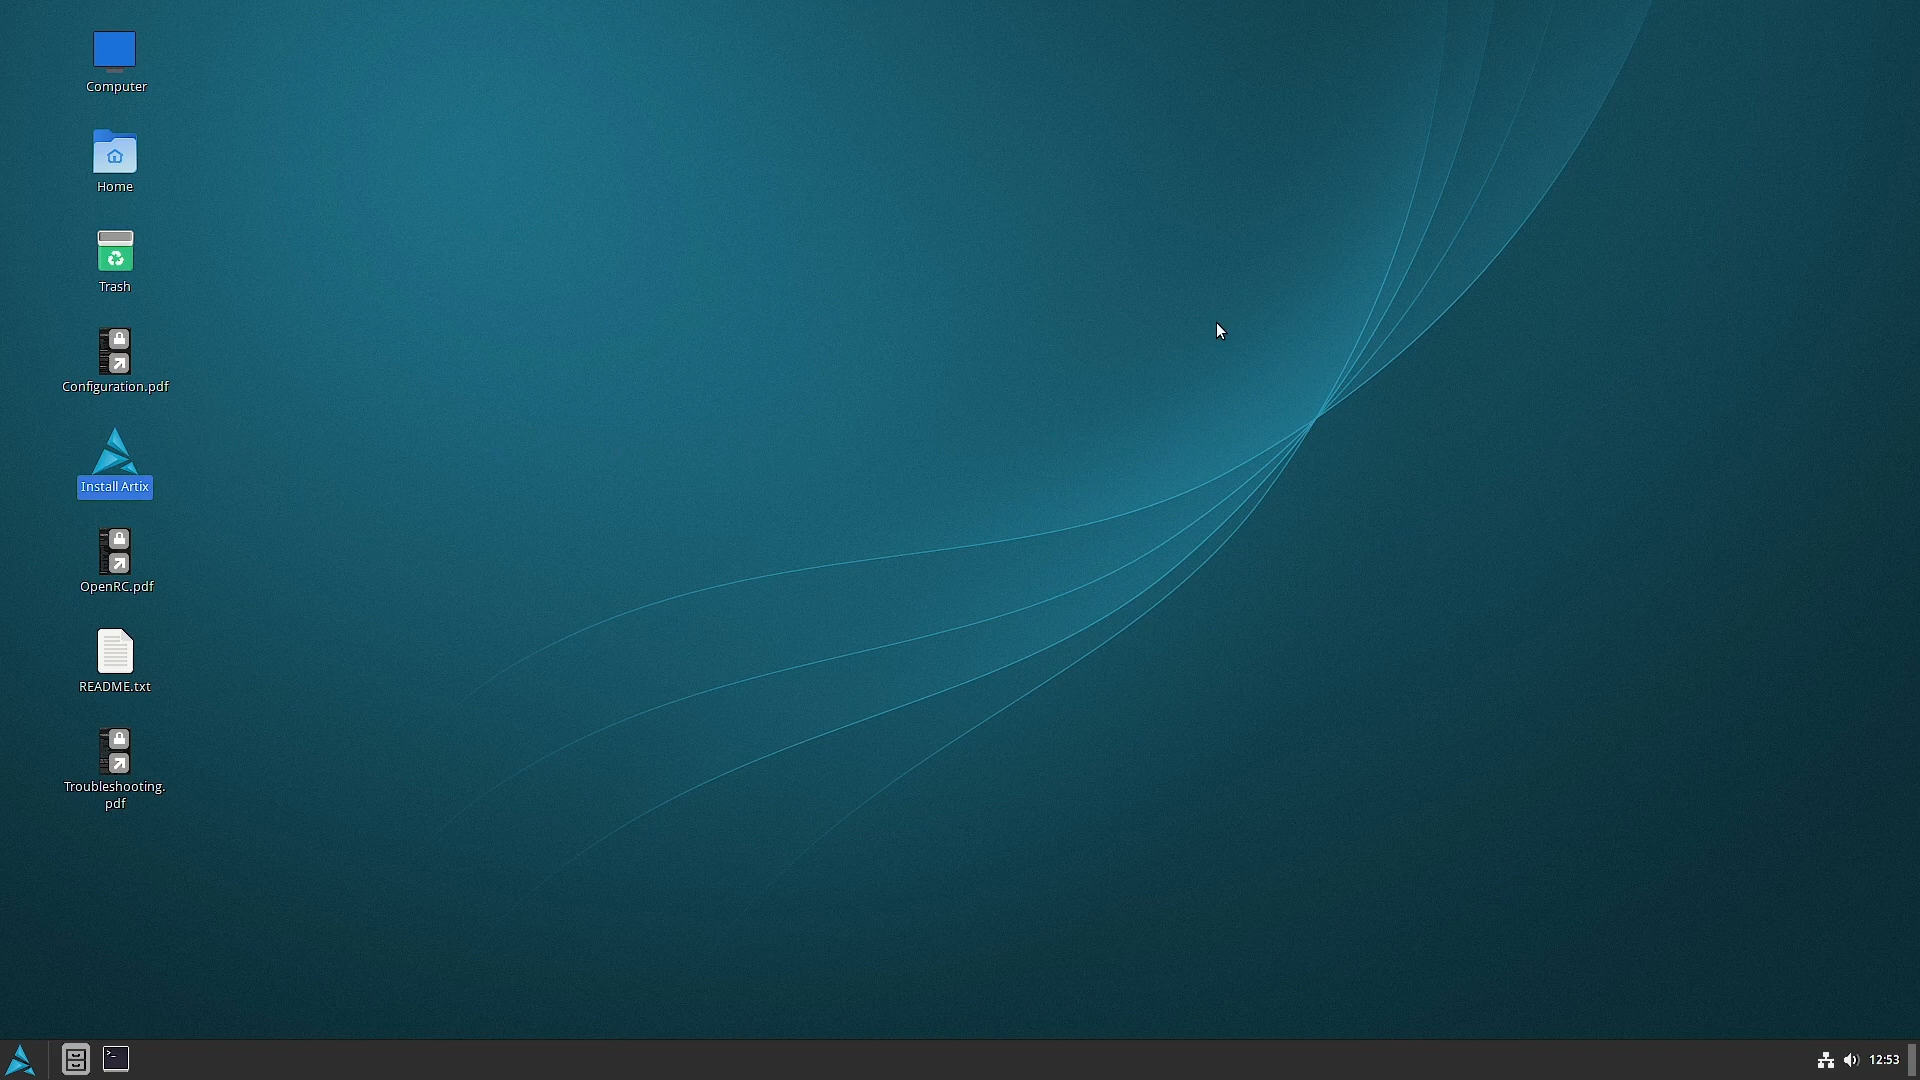 Computer
Home
Trash
Configuration.pdf
Install Artix
OpenRC.pdf
README.txt
Troubleshooting.
pdf
12:53